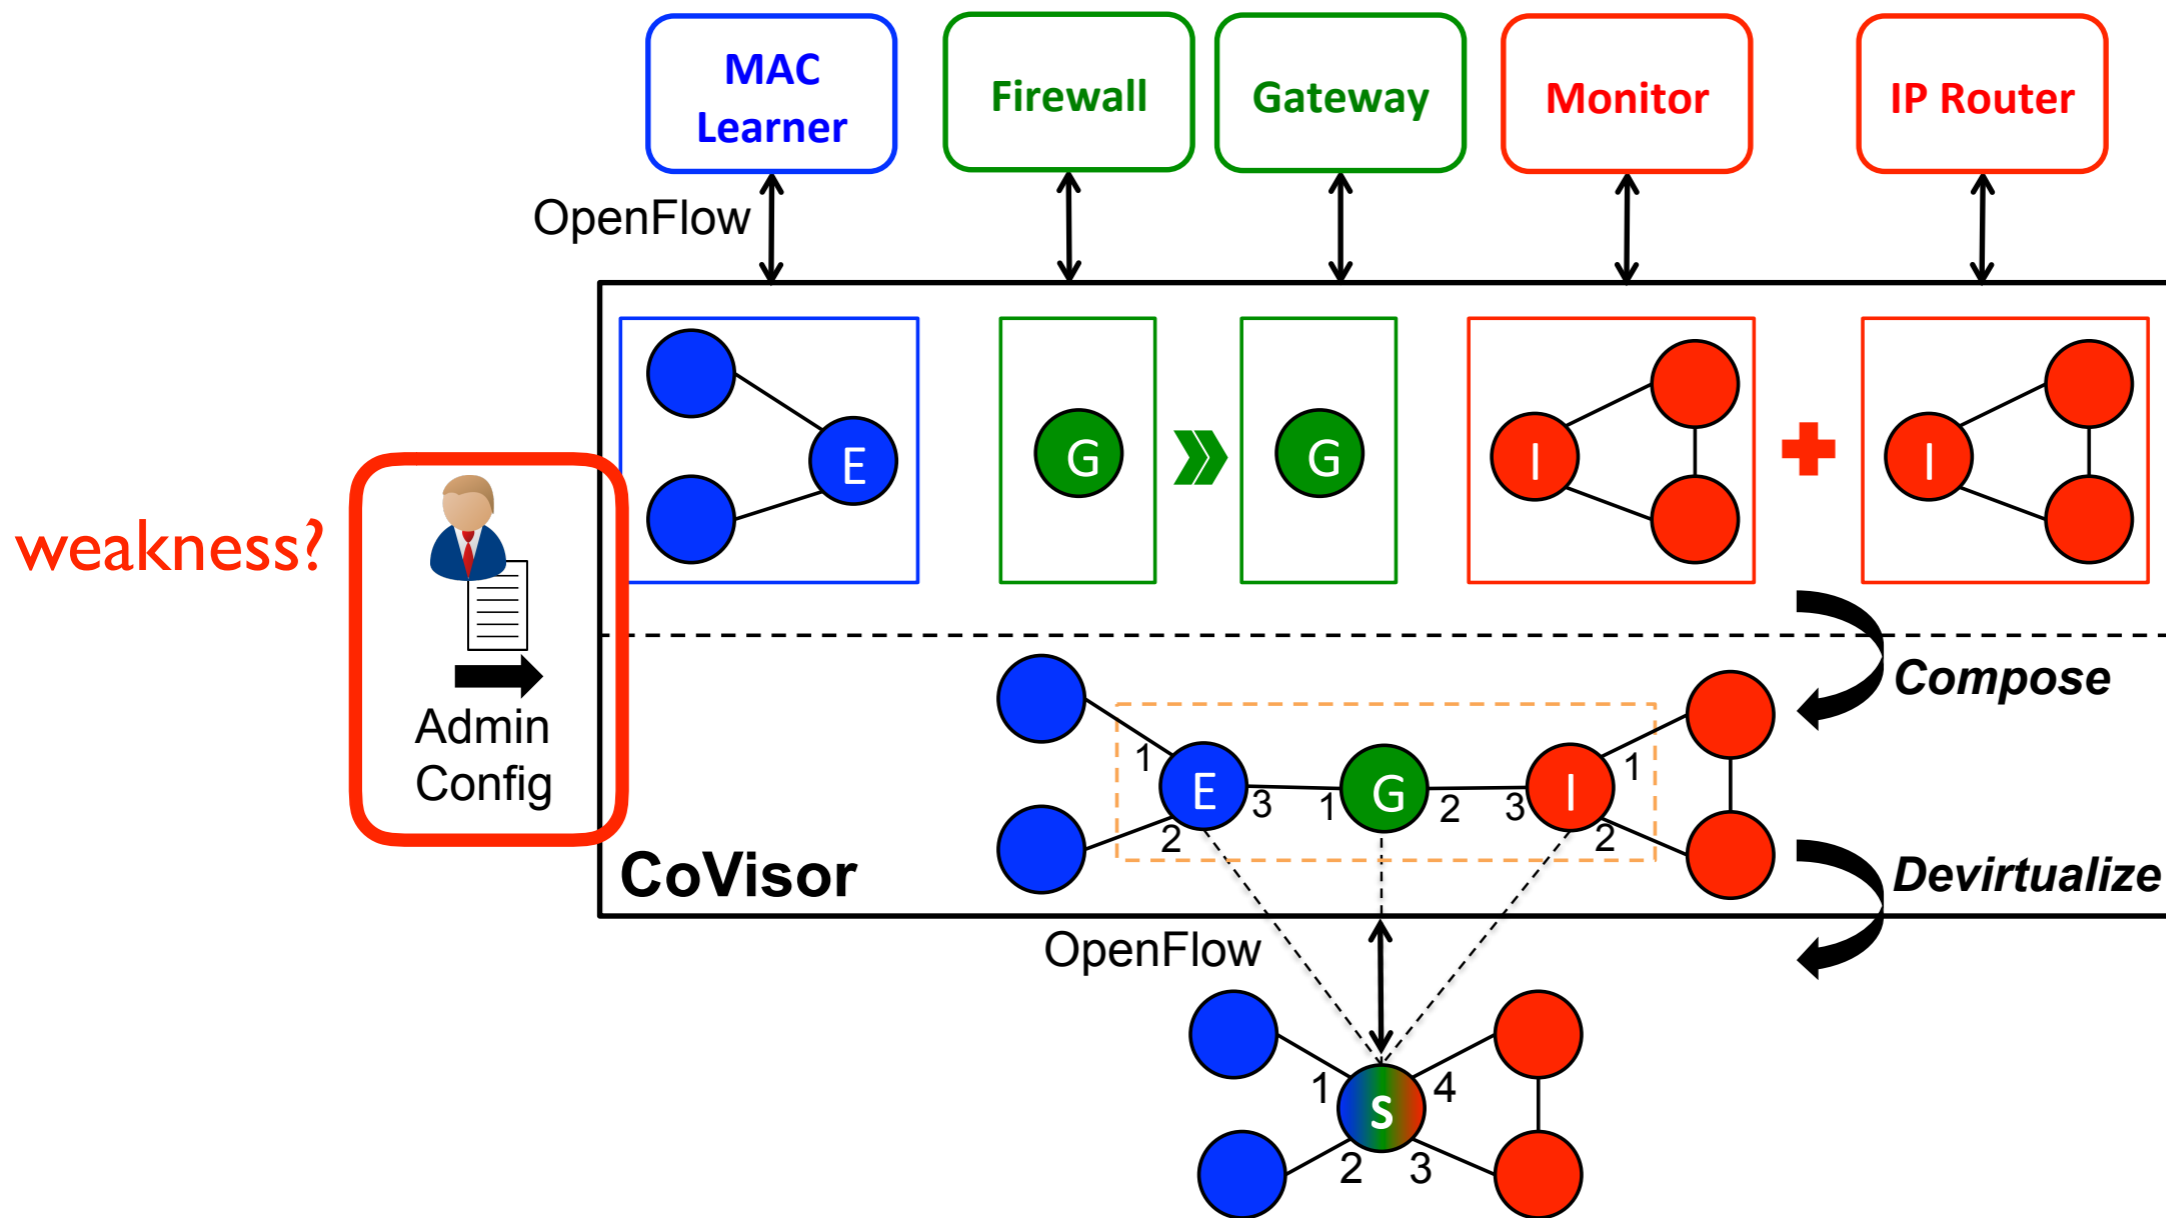 MAC
Learner
Firewall
Gateway
Monitor
IP Router
OpenFlow
E
G
G
I
I
weakness?
Admin
Config
Compose
1
E
3
2
1
G
2
3
I
1
2
CoVisor
Devirtualize
OpenFlow
1
S
4
2
3